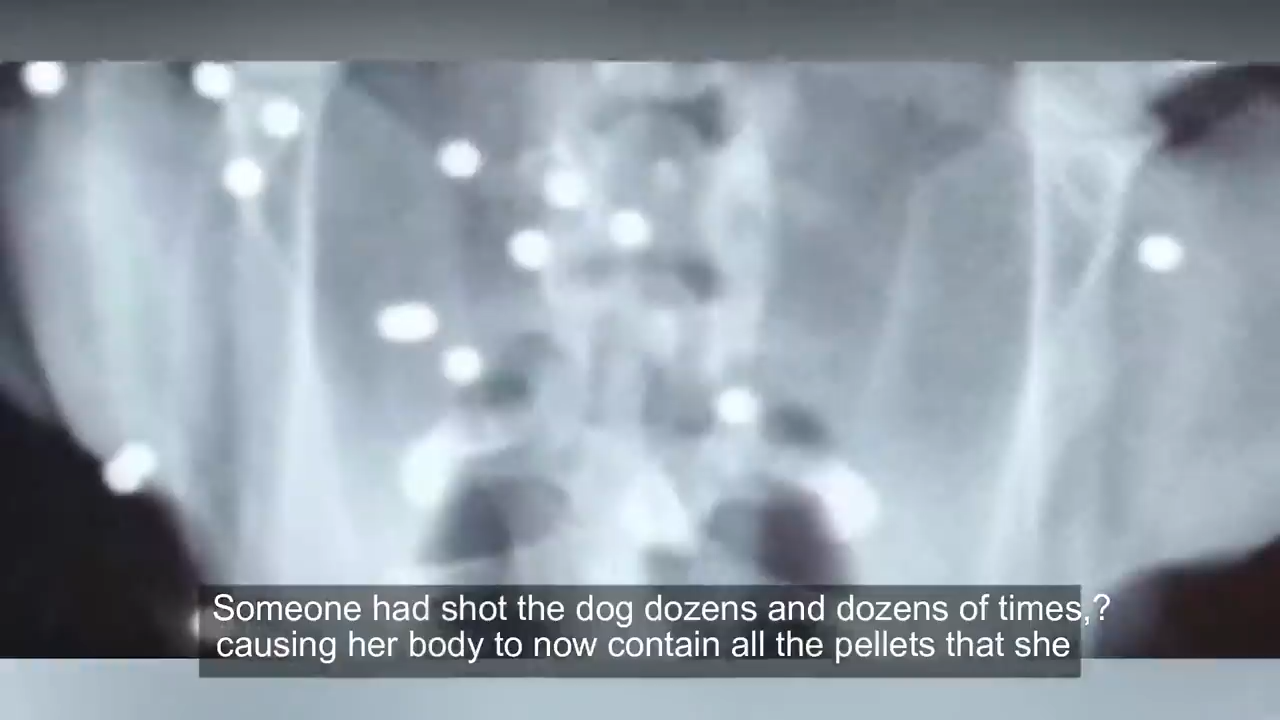 Someone had shot the dog dozens and dozens of times,?
causing her body to now contain all the pellets that she